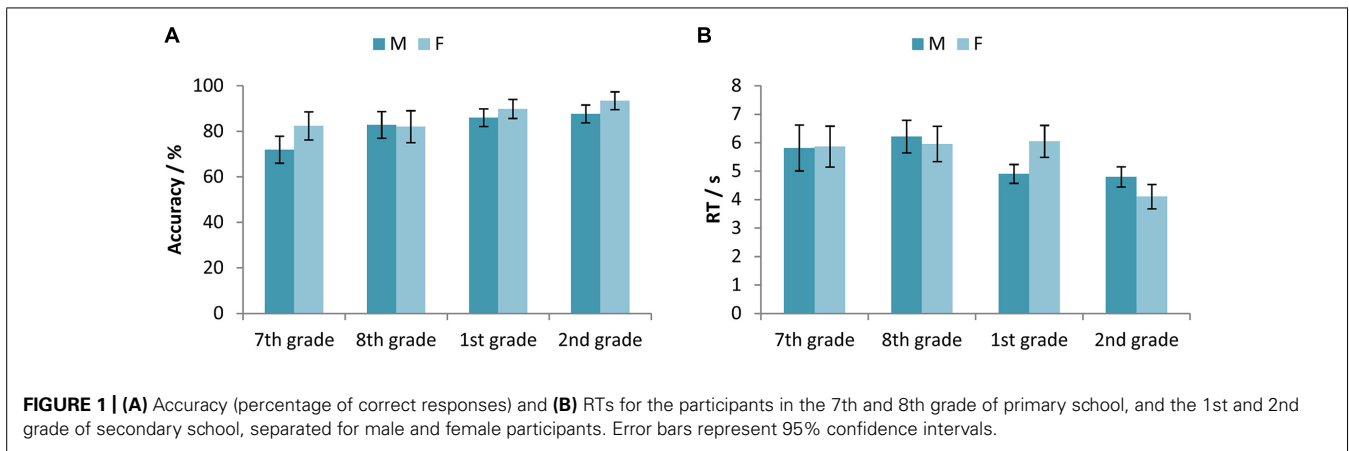 A
M F
Accuracy / %
100
80
60
40
20
0
7th grade 8th grade 1st grade 2nd grade
B
M F
RT / s
8
7
6
5
4
3
2
1
0
7th grade 8th grade 1st grade 2nd grade
FIGURE 1 | (A) Accuracy (percentage of correct responses) and (B) RTs for the participants in the 7th and 8th grade of primary school, and the 1st and 2nd
grade of secondary school, separated for male and female participants. Error bars represent 95% confidence intervals.